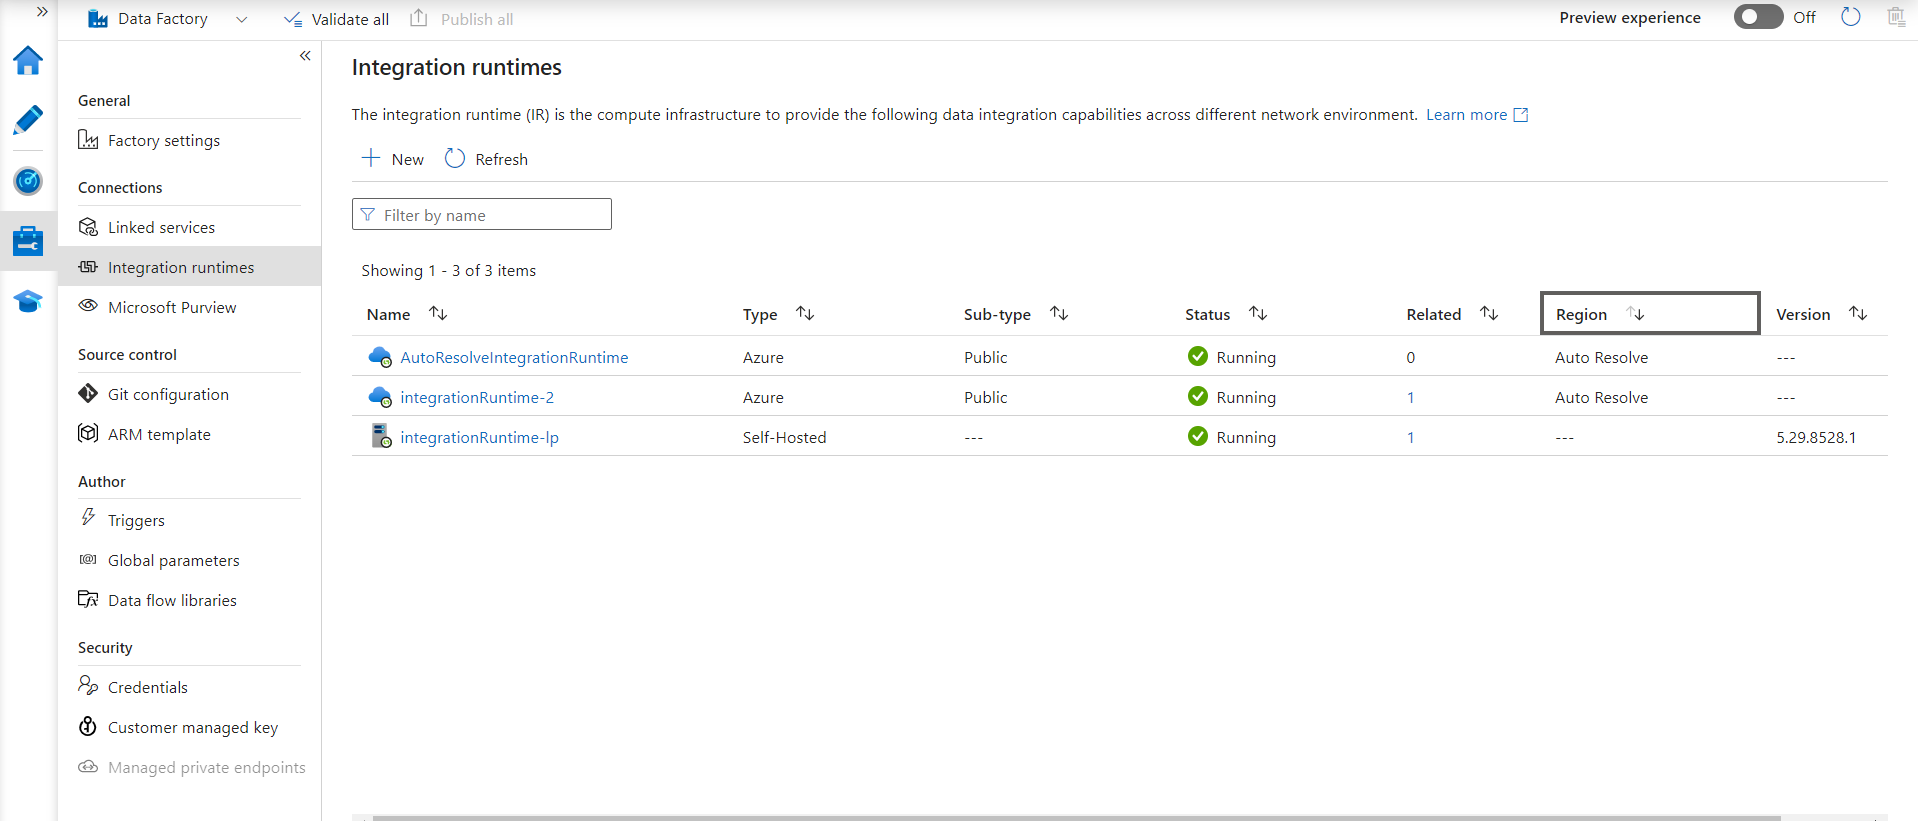 Data Factory
Validate all
Publish all
Preview experience
Off
General
Factory settings
Connections
Linked services
Integration runtimes
Microsoft Purview
Source control
Git configuration
ARM template
Author
Triggers
Global parameters
Data flow libraries
Security
Credentials
Customer managed key
Managed private endpoints
Integration runtimes
The integration runtime (IR) is the compute infrastructure to provide the following data integration capabilities across different network environment. Learn more
New Refresh
Filter by name
Showing 1 - 3 of 3 items
Name Type Sub-type Status Related Region Version
AutoResolveIntegrationRuntime Azure Public Running 0 Auto Resolve ---
integrationRuntime-2 Azure Public Running 1 Auto Resolve ---
integrationRuntime-lp Self-Hosted --- Running 1 --- 5.29.8528.1